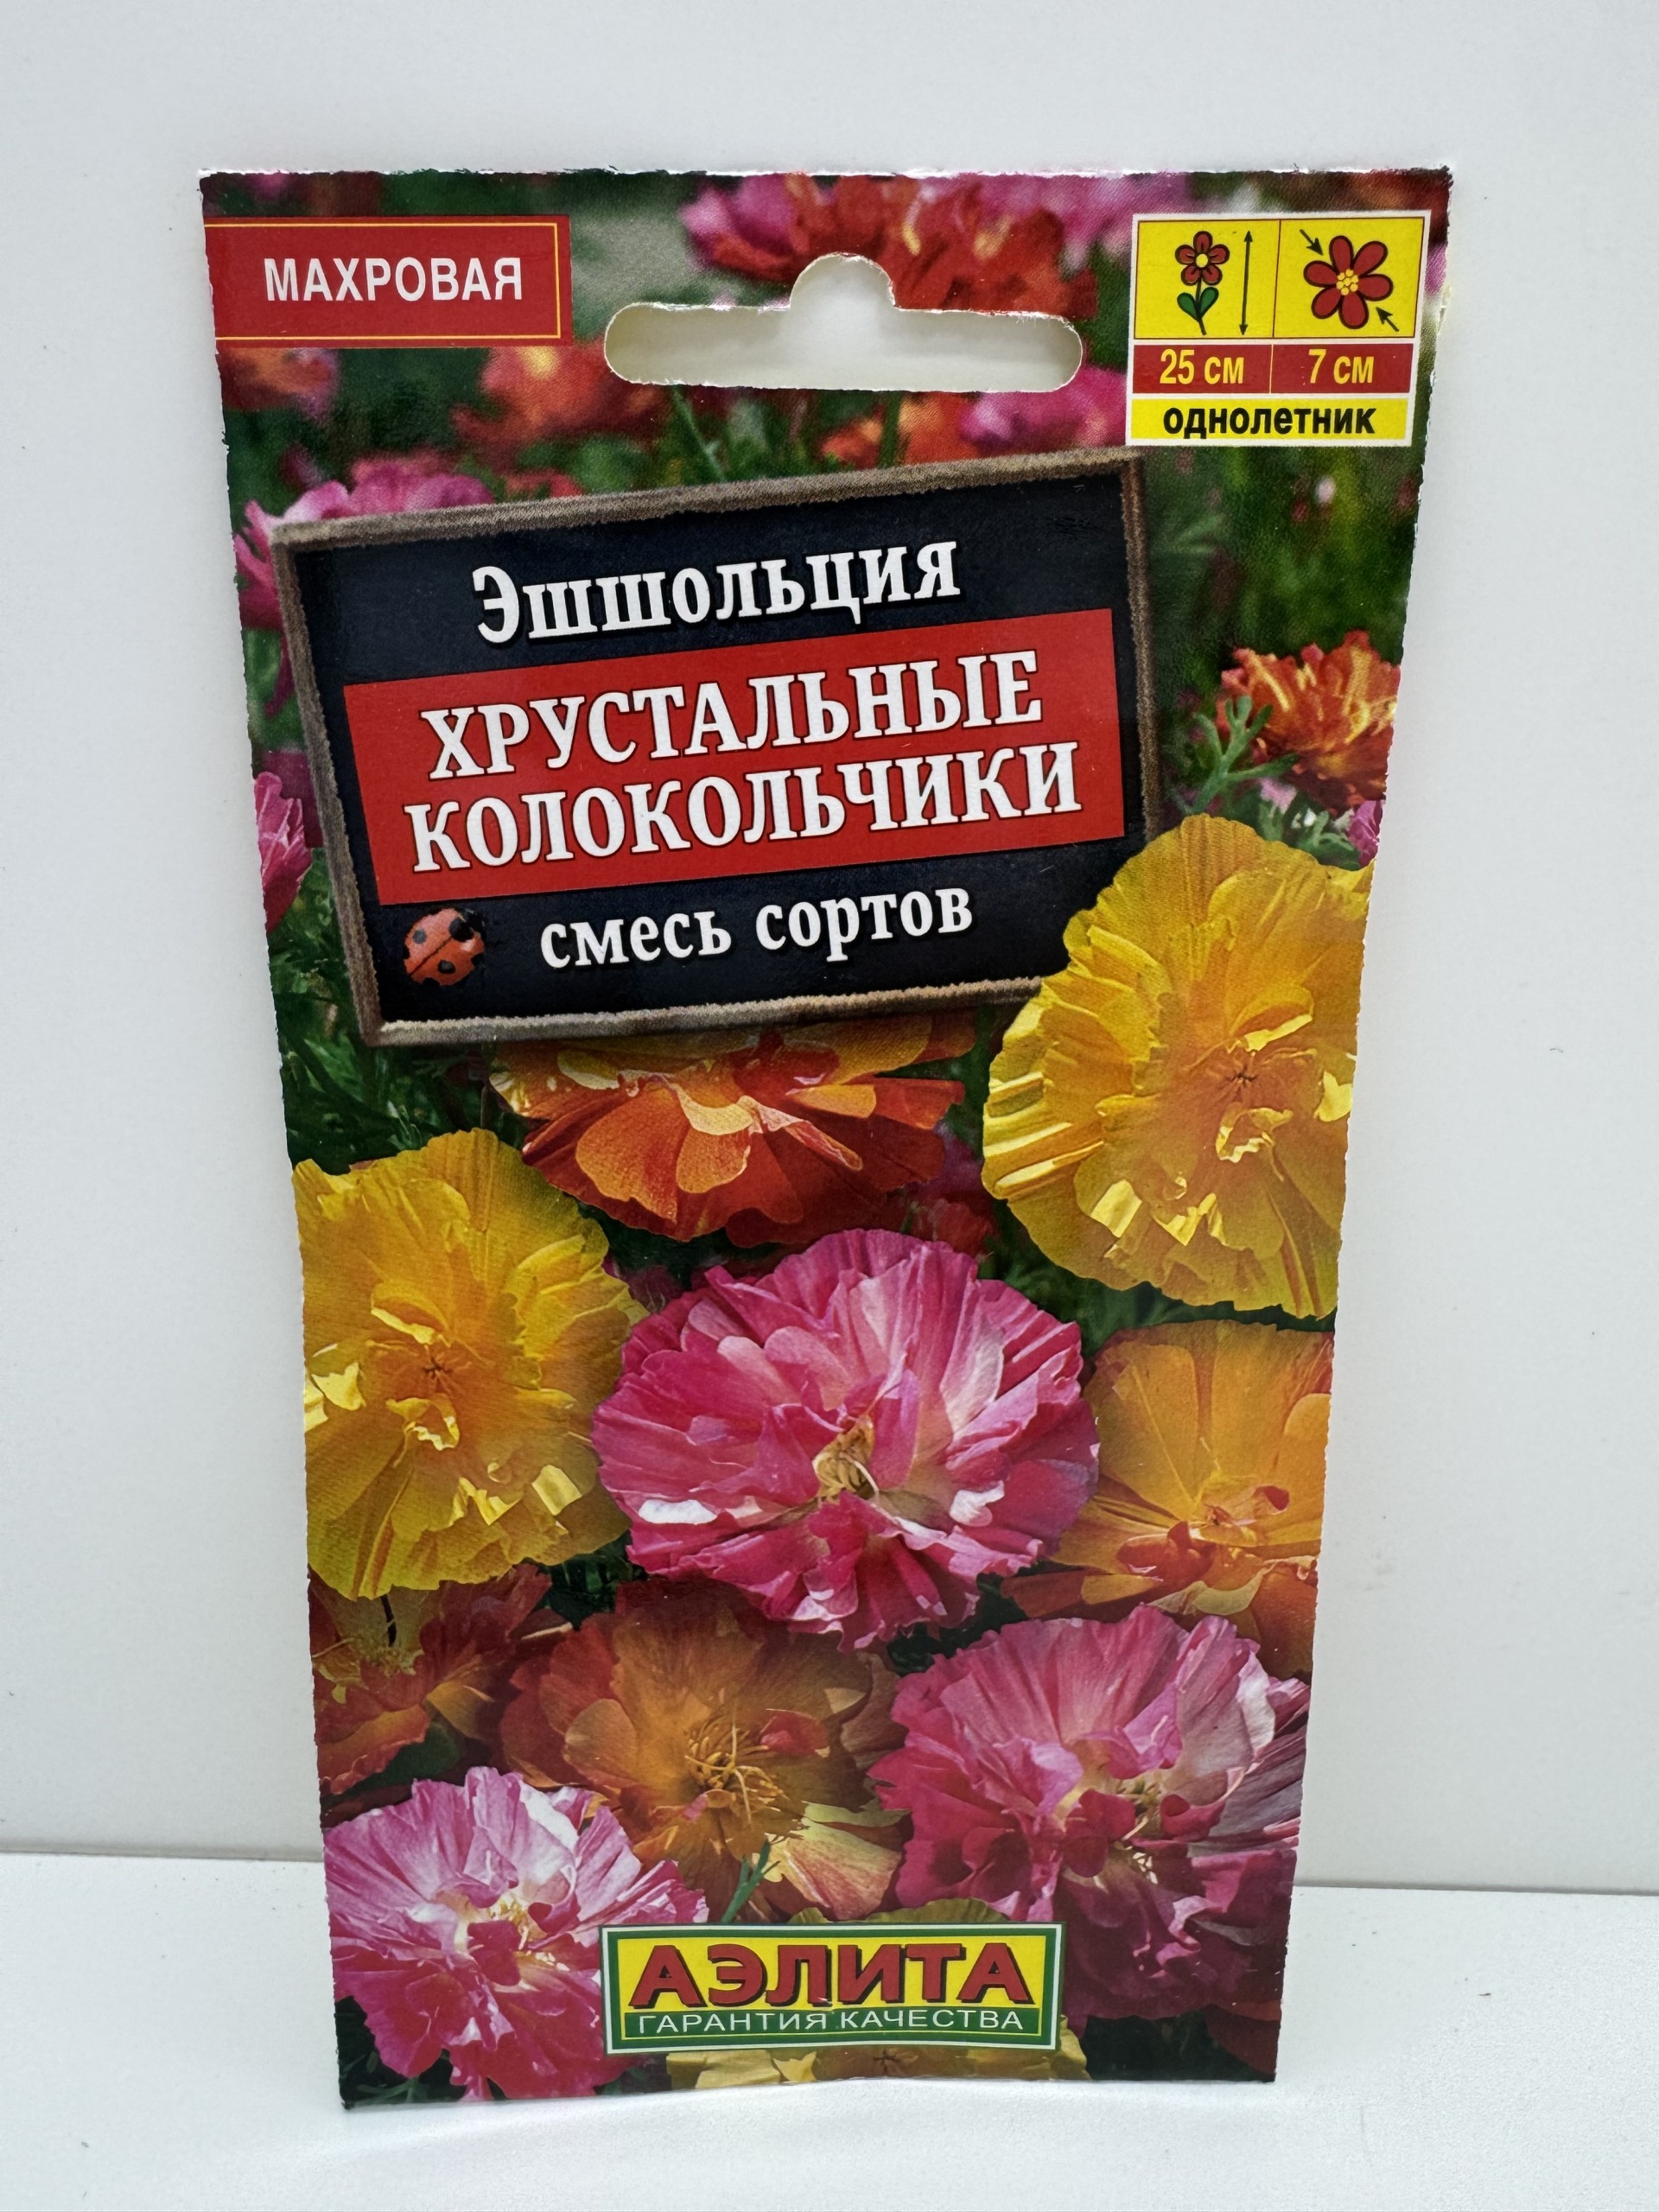 МАХРОВАЯ
25 см 7 см
однолетник
Эшшольция
ХРУСТАЛЬНЫЕ
КОЛОКОЛЬЧИКИ
смесь сортов
АЭЛИТА
ГАРАНТИЯ КАЧЕСТВА